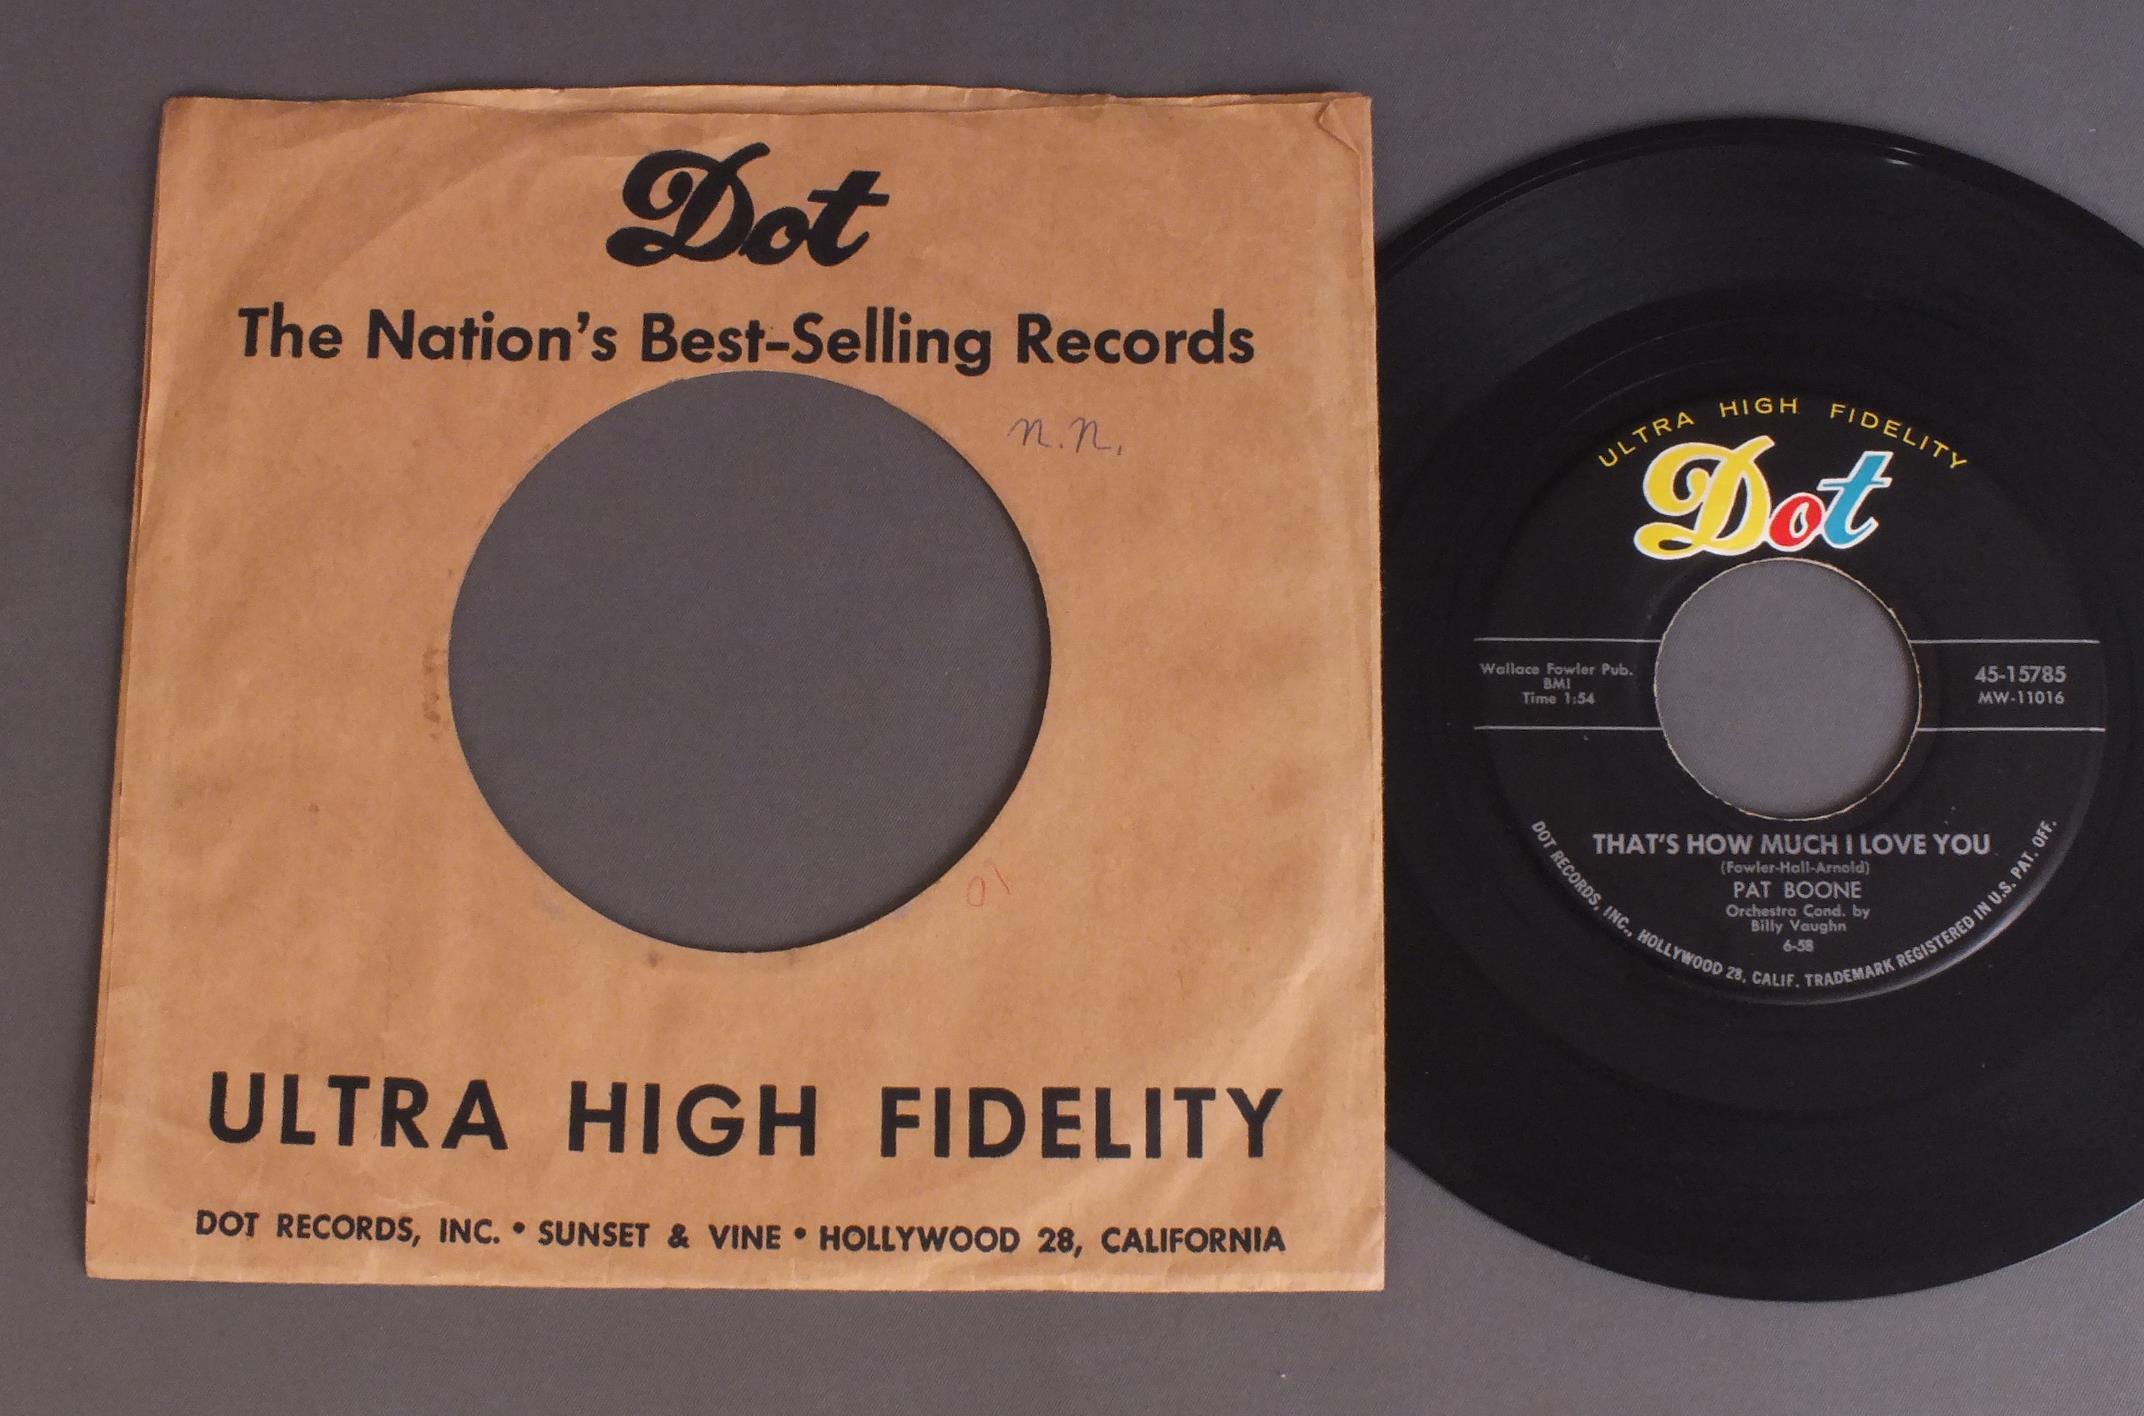 Dot
The Nation's Best-Selling Records
n.n.
ULTRA HIGH FIDELITY
DOT RECORDS, INC. • SUNSET & VINE • HOLLYWOOD 28, CALIFORNIA
ULTRA HIGH FIDELITY
Dot
Wallace Fowler Pub.
BMI
Time 1:54
45-15785
MW-11016
THAT'S HOW MUCH I LOVE YOU
(Fowler-Hall-Arnold)
PAT BOONE
Orchestra Cond. by
Billy Vaughn
6-58
DOT RECORDS, INC., HOLLYWOOD 28, CALIF. TRADEMARK REGISTERED IN U.S. PAT. OFF.